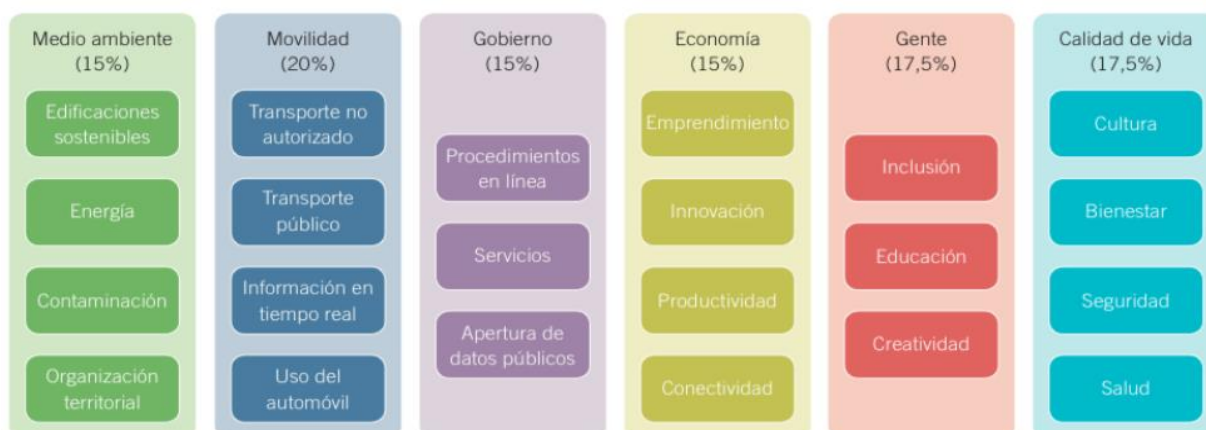 Medio ambiente
(15%)
Edificaciones
sostenibles
Energía
Contaminación
Organización
territorial
Movilidad
(20%)
Transporte no
autorizado
Transporte
público
Información en
tiempo real
Uso del
automóvil
Gobierno
(15%)
Procedimientos
en línea
Servicios
Apertura de
datos públicos
Economía
(15%)
Emprendimiento
Innovación
Productividad
Conectividad
Gente
(17,5%)
Inclusión
Educación
Creatividad
Calidad de vida
(17,5%)
Cultura
Bienestar
Seguridad
Salud